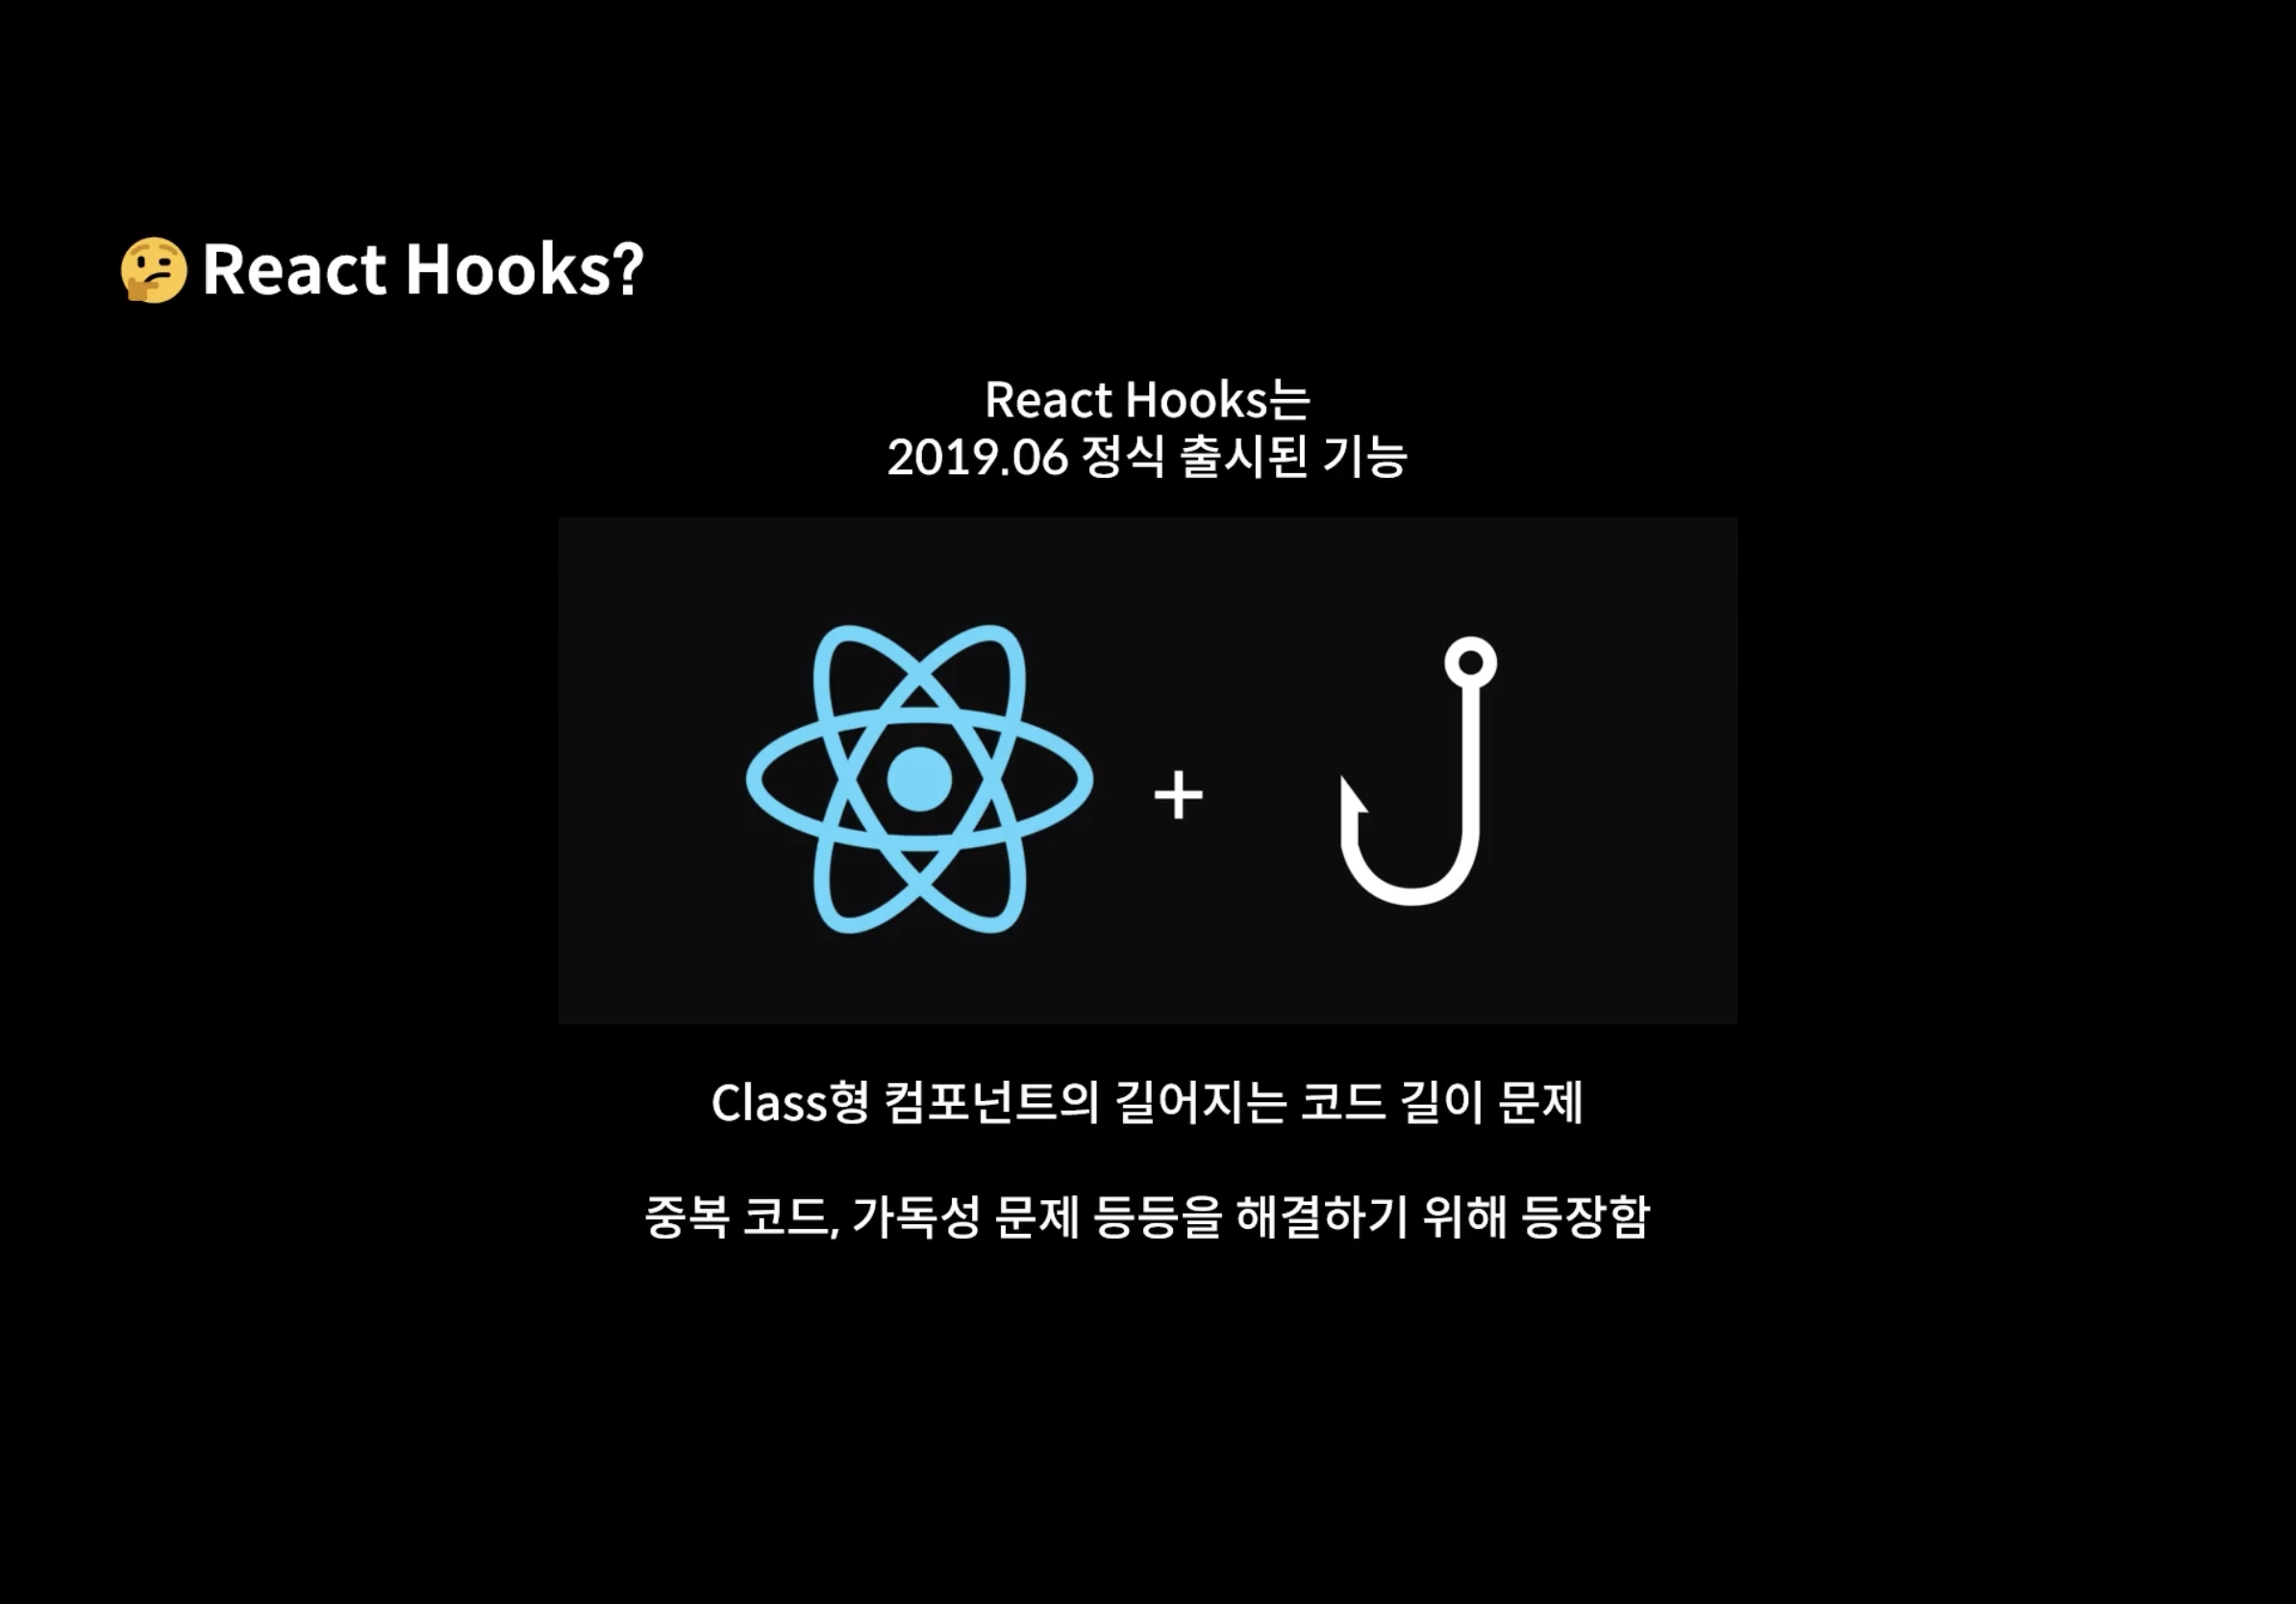 🤔 React Hooks?
React Hooks는
2019.06 정식 출시된 기능
+
Class형 컴포넌트의 길어지는 코드 길이 문제
중복 코드, 가독성 문제 등등을 해결하기 위해 등장함